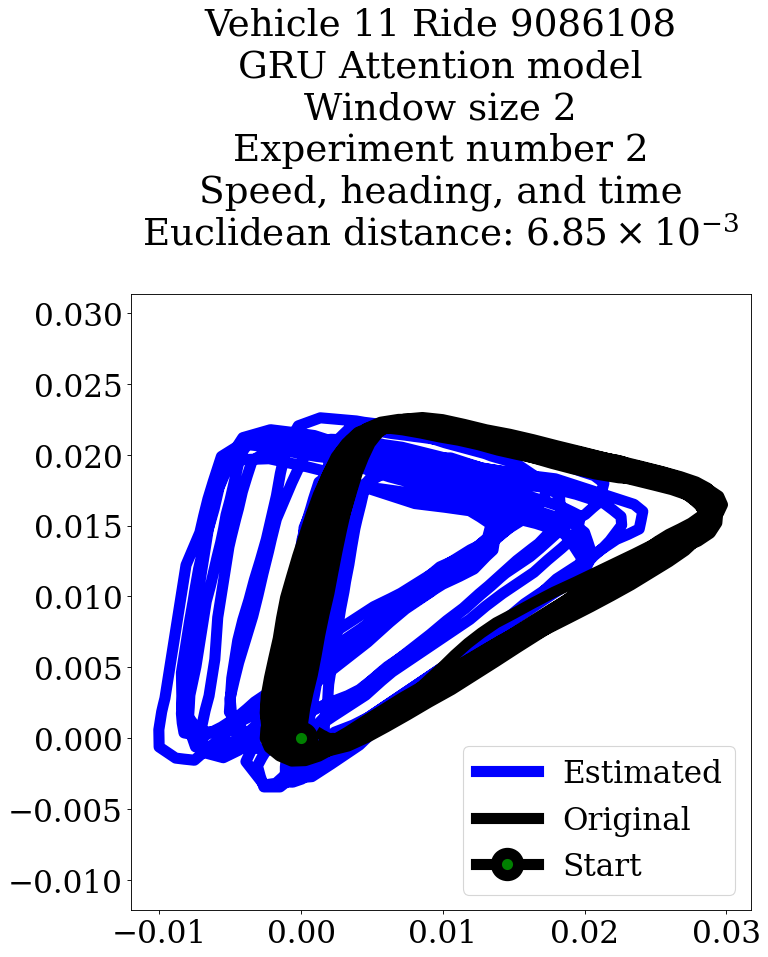 Vehicle 11 Ride 9086108
GRU Attention model
Window size 2
Experiment number 2
Speed, heading, and time
Euclidean distance: 6.85 × 10⁻³
0.030
0.025
0.020
0.015
0.010
0.005
0.000
−0.005
−0.010
Estimated
Original
Start
−0.01 0.00 0.01 0.02 0.03